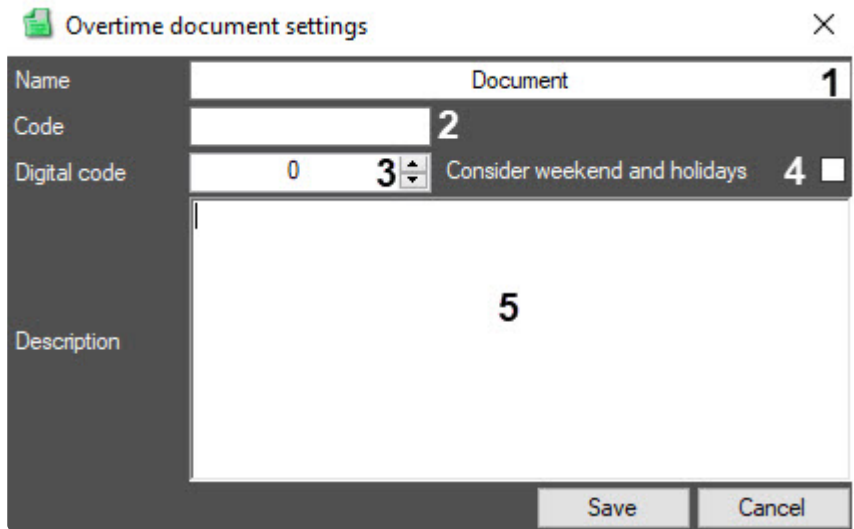 Overtime document settings
Name Document 1
Code 2
Digital code 0 3 Consider weekend and holidays 4
Description 5
Save Cancel